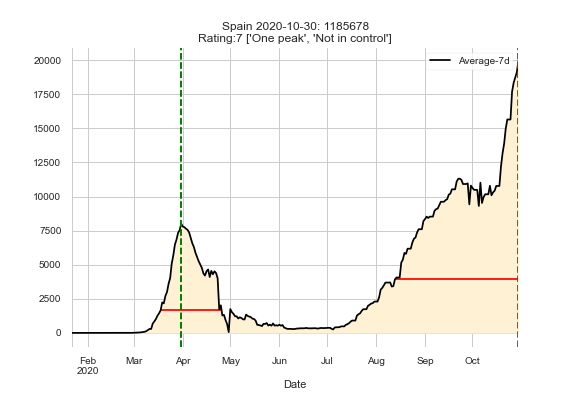 Spain 2020-10-30: 1185678
Rating:7 ['One peak', 'Not in control']
Average-7d
20000
17500
15000
12500
10000
7500
5000
2500
0
Feb Mar Apr May Jun Jul Aug Sep Oct
2020
Date